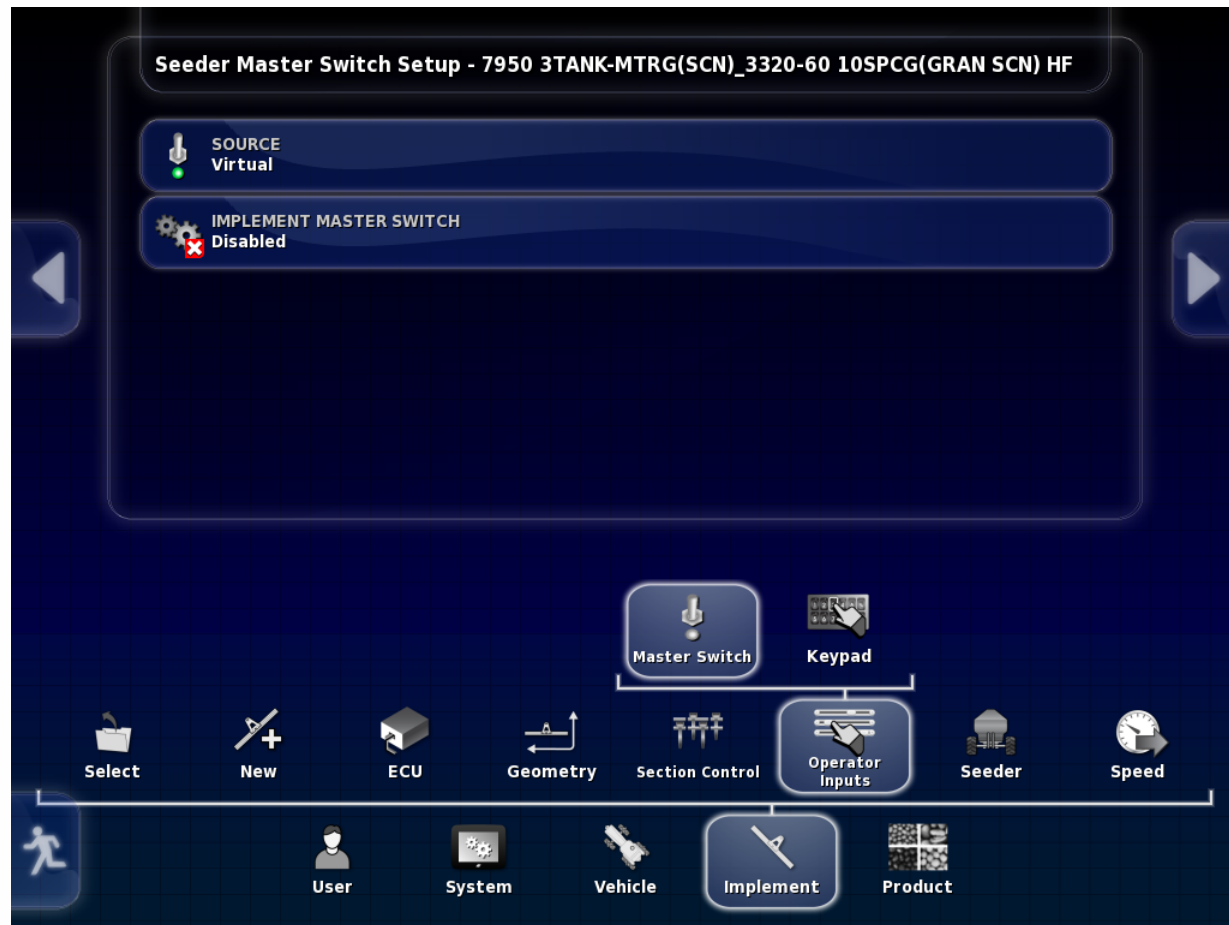 Seeder Master Switch Setup - 7950 3TANK-MTRG(SCN)_3320-60 10SPCG(GRAN SCN) HF
SOURCE
Virtual
IMPLEMENT MASTER SWITCH
Disabled
Master Switch
Keypad
Select
New
ECU
Geometry
Section Control
Operator
Inputs
Seeder
Speed
User
System
Vehicle
Implement
Product